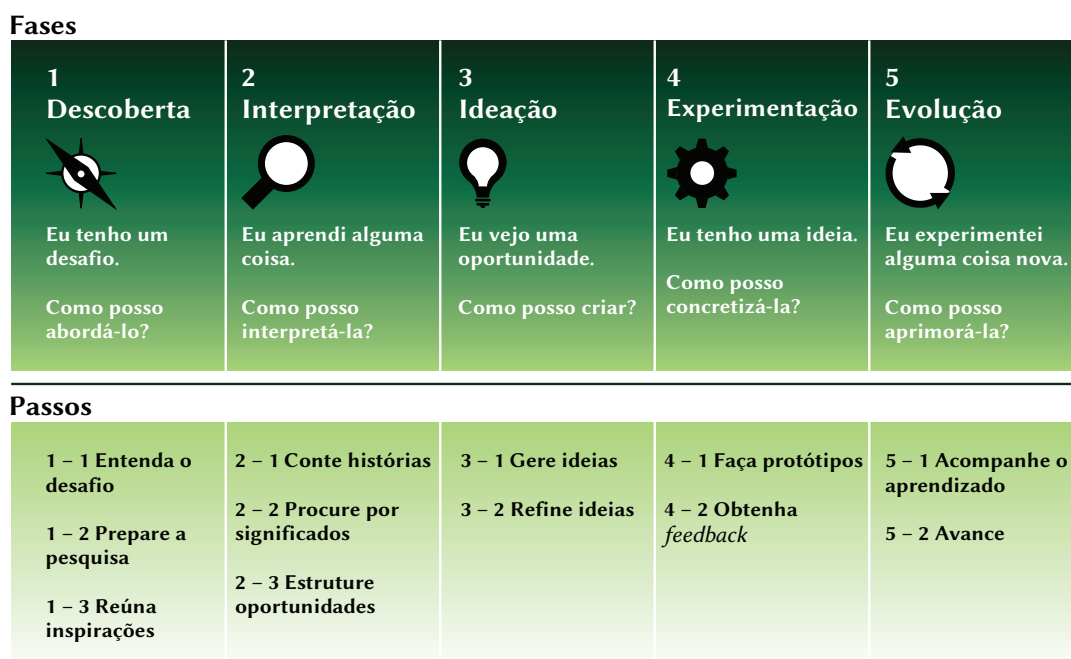 Fases
1
Descoberta
Eu tenho um
desafio.
Como posso
abordá-lo?
2
Interpretação
Eu aprendi alguma
coisa.
Como posso
interpretá-la?
3
Ideação
Eu vejo uma
oportunidade.
Como posso criar?
4
Experimentação
Eu tenho uma ideia.
Como posso
concretizá-la?
5
Evolução
Eu experimentei
alguma coisa nova.
Como posso
aprimorá-la?
Passos
1 – 1 Entenda o
desafio
1 – 2 Prepare a
pesquisa
1 – 3 Reúna
inspirações
2 – 1 Conte histórias
2 – 2 Procure por
significados
2 – 3 Estruture
oportunidades
3 – 1 Gere ideias
3 – 2 Refine ideias
4 – 1 Faça protótipos
4 – 2 Obtenha
feedback
5 – 1 Acompanhe o
aprendizado
5 – 2 Avance